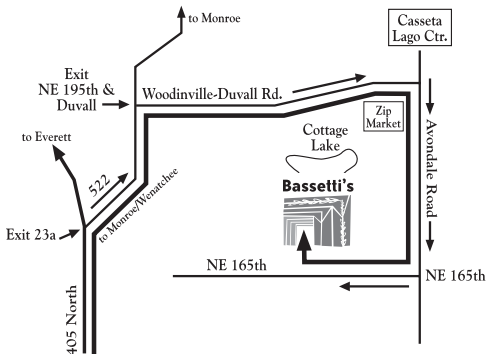 to Monroe
Casseta
Lago Ctr.
Exit
NE 195th &
Duvall
Woodinville-Duvall Rd.
Zip
Market
to Everett
Cottage
Lake
Avondale Road
522
Bassetti's
to Monroe/Wenatchee
Exit 23a
NE 165th
NE 165th
405 North